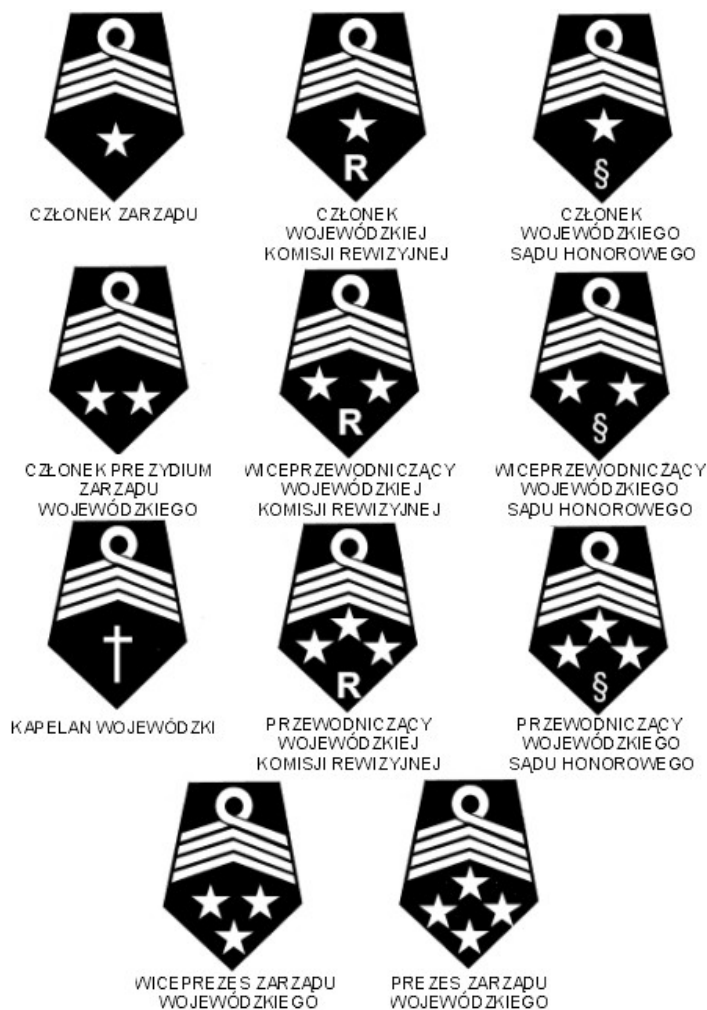 CZŁONEK ZARZĄDU
R
CZŁONEK
WOJEWÓDZKIEJ
KOMISJI REWIZYJNEJ
§
CZŁONEK
WOJEWÓDZKIEGO
SĄDU HONOROWEGO
CZŁONEK PREZYDIUM
ZARZĄDU
WOJEWÓDZKIEGO
R
WICEPRZEWODNICZĄCY
WOJEWÓDZKIEJ
KOMISJI REWIZYJNEJ
§
WICEPRZEWODNICZĄCY
WOJEWÓDZKIEGO
SĄDU HONOROWEGO
KAPELAN WOJEWÓDZKI
R
PRZEWODNICZĄCY
WOJEWÓDZKIEJ
KOMISJI REWIZYJNEJ
§
PRZEWODNICZĄCY
WOJEWÓDZKIEGO
SĄDU HONOROWEGO
WICEPREZES ZARZĄDU
WOJEWÓDZKIEGO
PREZES ZARZĄDU
WOJEWÓDZKIEGO